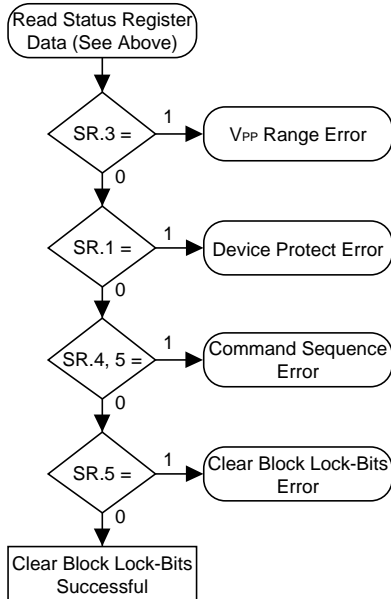 Read Status Register
Data (See Above)
SR.3 =
1
VPP Range Error
0
SR.1 =
1
Device Protect Error
0
SR.4, 5 =
1
Command Sequence
Error
0
SR.5 =
1
Clear Block Lock-Bits
Error
0
Clear Block Lock-Bits
Successful